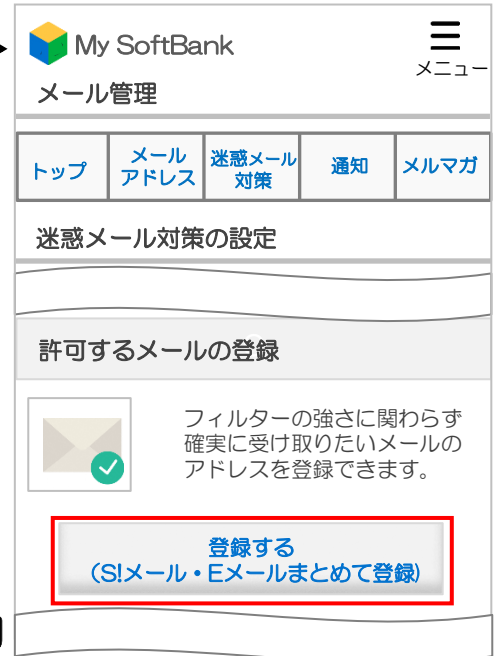 My SoftBank
メニュー
メール管理
トップ
メール
アドレス
迷惑メール
対策
通知
メルマガ
迷惑メール対策の設定
許可するメールの登録
フィルターの強さに関わらず
確実に受け取りたいメールの
アドレスを登録できます。
登録する
(S!メール・Eメールまとめて登録)